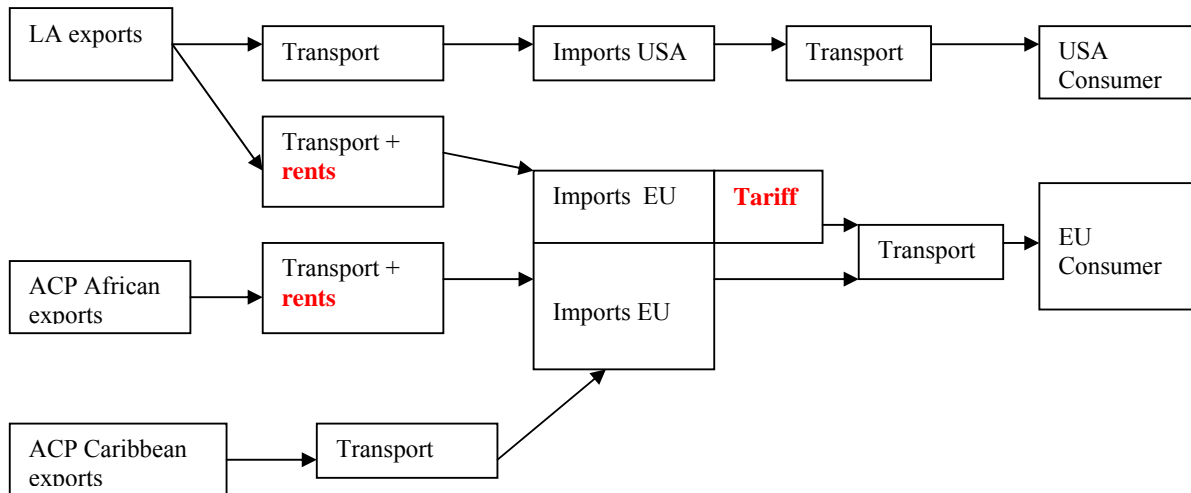 LA exports
Transport
Imports USA
Transport
USA
Consumer
Transport +
rents
Imports EU
Tariff
EU
Consumer
Transport
ACP African
exports
Transport +
rents
Imports EU
ACP Caribbean
exports
Transport